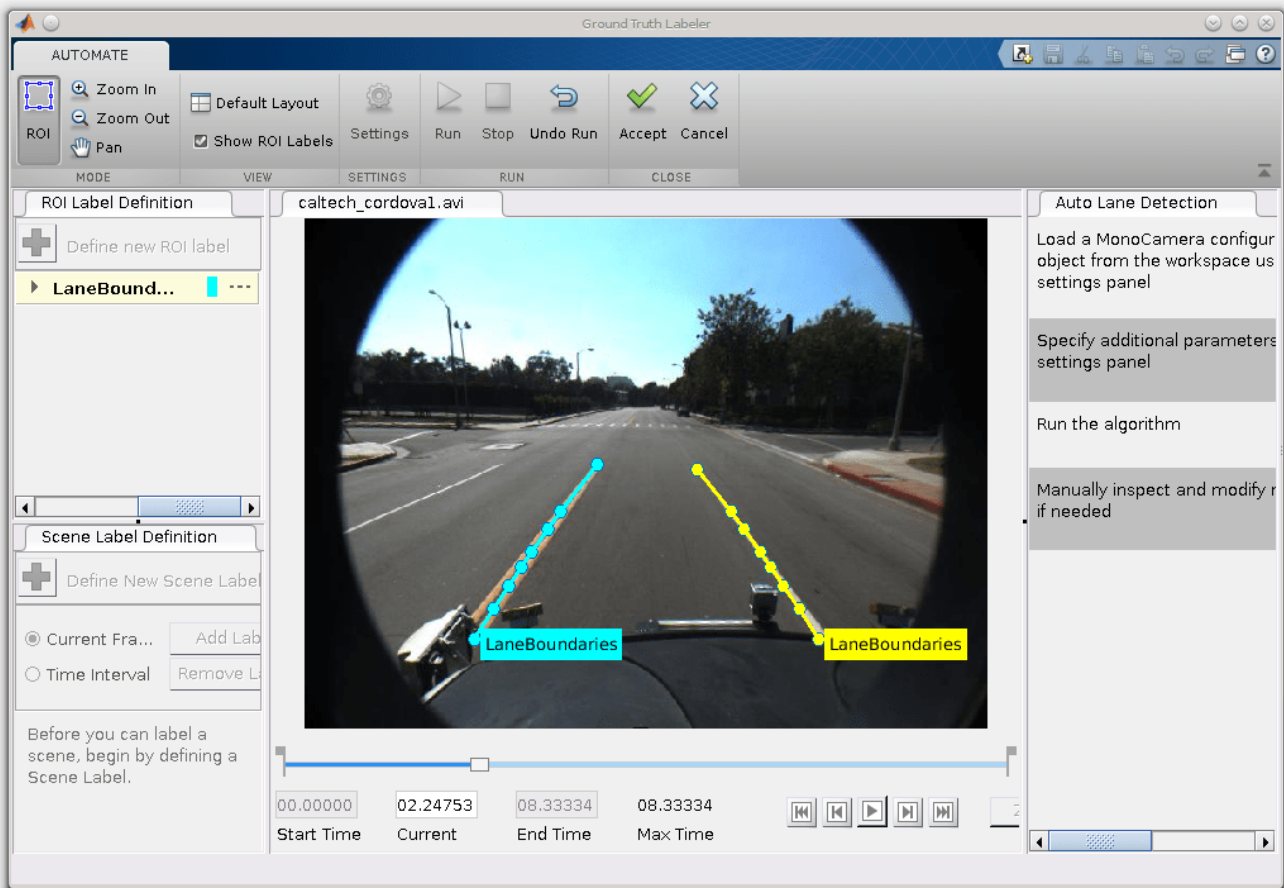 Ground Truth Labeler
AUTOMATE
ROI
Zoom In
Zoom Out
Pan
MODE
Default Layout
Show ROI Labels
VIEW
Settings
SETTINGS
Run
Stop
Undo Run
RUN
Accept
Cancel
CLOSE
ROI Label Definition
Define new ROI label
LaneBound...
Scene Label Definition
Define New Scene Label
Current Fra...
Add Lab
Time Interval
Remove La
Before you can label a
scene, begin by defining a
Scene Label.
caltech_cordova1.avi
LaneBoundaries
LaneBoundaries
00.00000
02.24753
08.33334
08.33334
Start Time
Current
End Time
Max Time
Auto Lane Detection
Load a MonoCamera configur
object from the workspace us
settings panel
Specify additional parameters
settings panel
Run the algorithm
Manually inspect and modify r
if needed